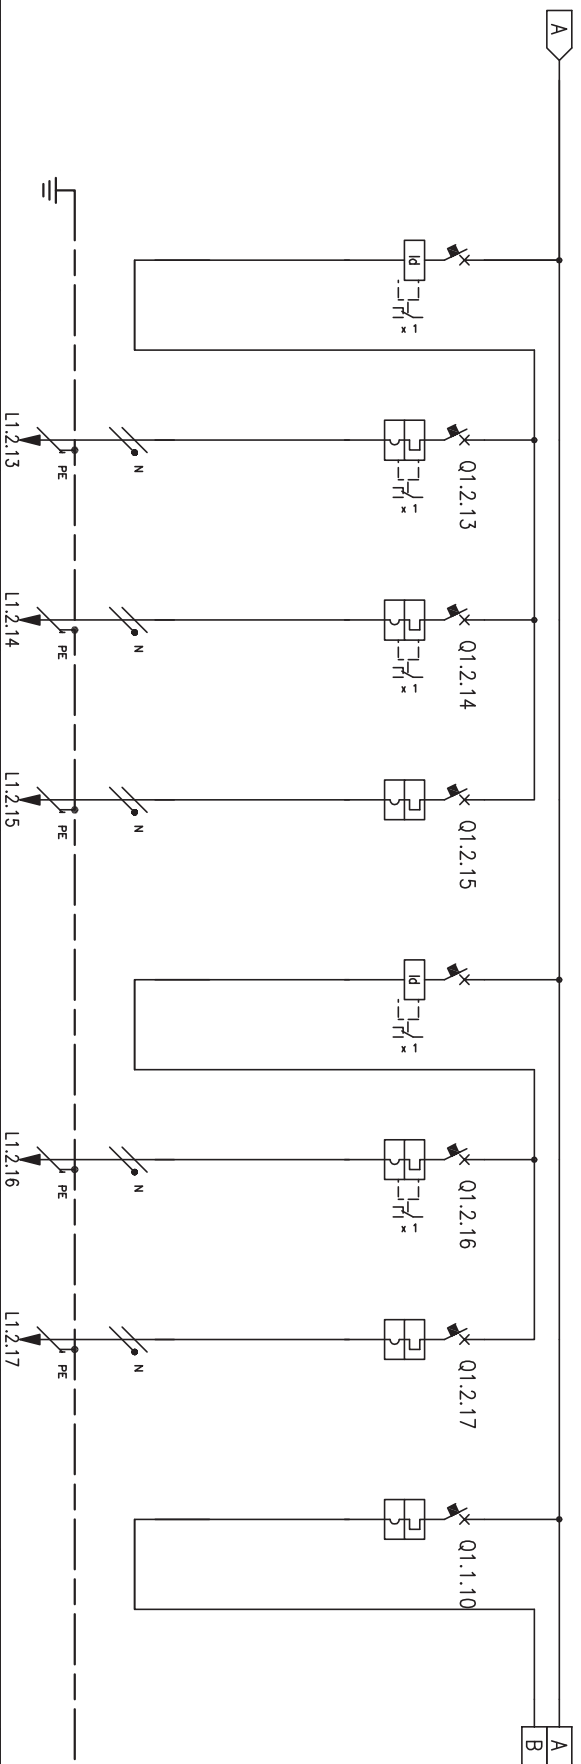 A
Id
x 1
Q1.2.13
x 1
N
PE
L1.2.13
Q1.2.14
x 1
N
PE
L1.2.14
Q1.2.15
N
PE
L1.2.15
Id
x 1
Q1.2.16
x 1
N
PE
L1.2.16
Q1.2.17
N
PE
L1.2.17
Q1.1.10
A
B